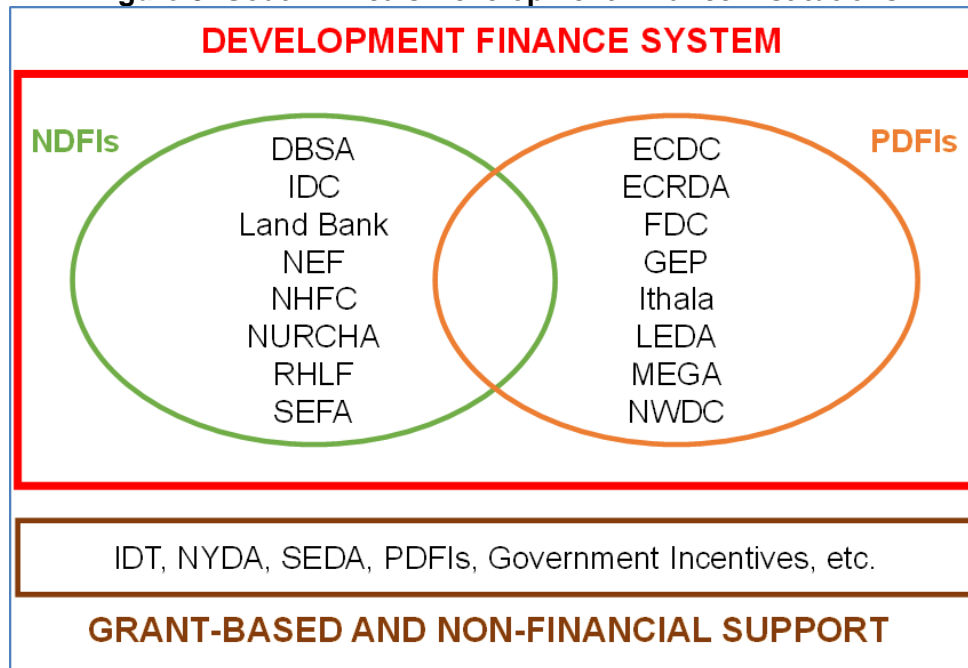 DEVELOPMENT FINANCE SYSTEM
NDFIs
PDFIs
DBSA
IDC
Land Bank
NEF
NHFC
NURCHA
RHLF
SEFA
ECDC
ECRDA
FDC
GEP
Ithala
LEDA
MEGA
NWDC
IDT, NYDA, SEDA, PDFIs, Government Incentives, etc.
GRANT-BASED AND NON-FINANCIAL SUPPORT